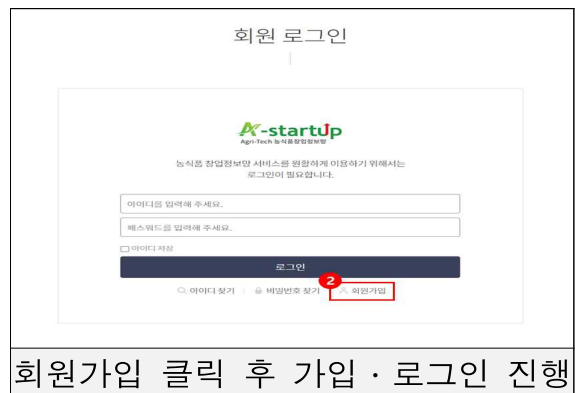 회원 로그인
A-startup
Agri-Tech 농식품창업정보망
농식품 창업정보망 서비스를 원활하게 이용하기 위해서는
로그인이 필요합니다.
아이디를 입력해 주세요.
패스워드를 입력해 주세요.
아이디 저장
로그인
2
아이디 찾기 비밀번호 찾기 회원가입
회원가입 클릭 후 가입·로그인 진행